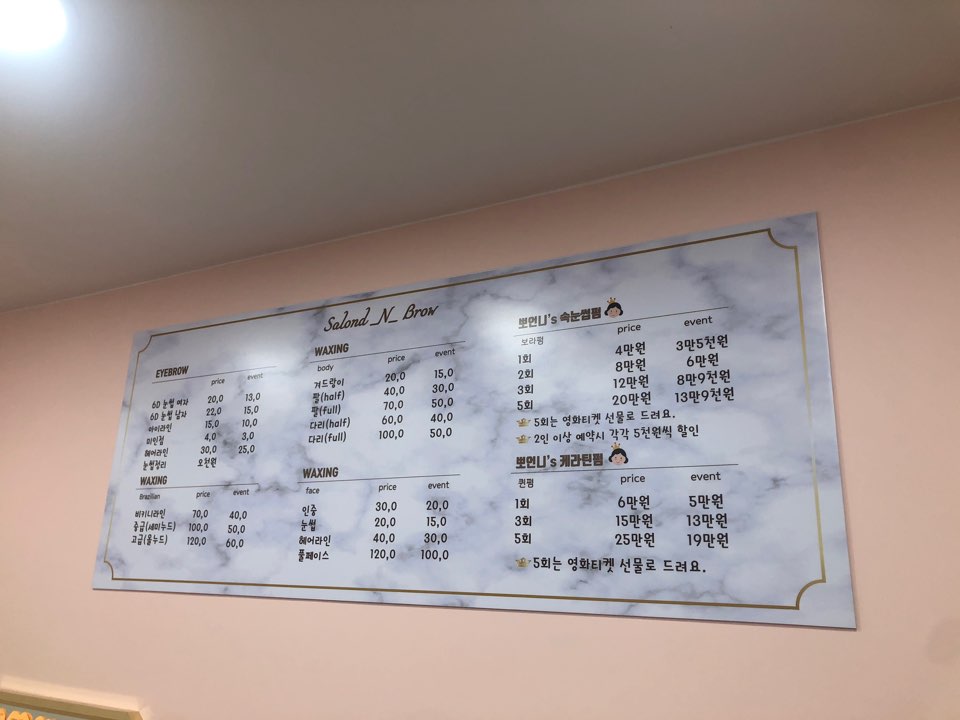 Salond _N_ Brow
EYEBROW
price event
6D 눈썹 여자 20,0 13,0
6D 눈썹 남자 22,0 15,0
아이라인 15,0 10,0
미인점 4,0 3,0
헤어라인 30,0 25,0
눈썹정리 오천원
WAXING
Brazilian price event
비키니라인 70,0 40,0
중급(세미누드) 100,0 50,0
고급(올누드) 120,0 60,0
WAXING
body price event
겨드랑이 20,0 15,0
팔(half) 40,0 30,0
팔(full) 70,0 50,0
다리(half) 60,0 40,0
다리(full) 100,0 50,0
WAXING
face price event
인중 30,0 20,0
눈썹 20,0 15,0
헤어라인 40,0 30,0
풀페이스 120,0 100,0
뽀언니's 속눈썹펌
보라펌 price event
1회 4만원 3만5천원
2회 8만원 6만원
3회 12만원 8만9천원
5회 20만원 13만9천원
5회는 영화티켓 선물로 드려요.
2인 이상 예약시 각각 5천원씩 할인
뽀언니's 케라틴펌
퀸펌 price event
1회 6만원 5만원
3회 15만원 13만원
5회 25만원 19만원
5회는 영화티켓 선물로 드려요.